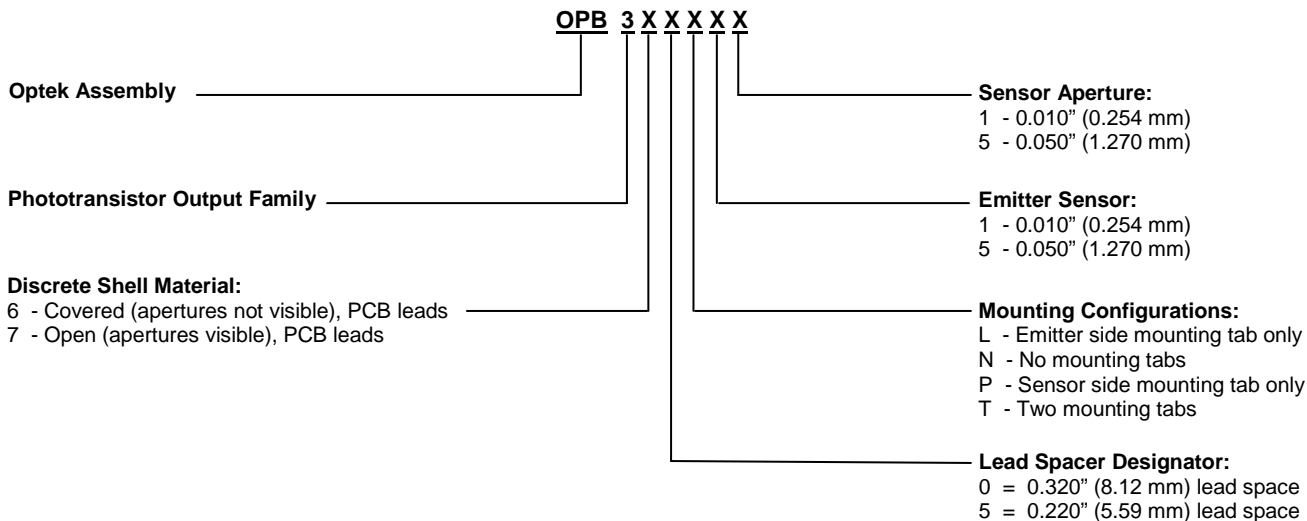 OPB 3 X X X X X
Optek Assembly
Phototransistor Output Family
Discrete Shell Material:
6 - Covered (apertures not visible), PCB leads
7 - Open (apertures visible), PCB leads
Sensor Aperture:
1 - 0.010” (0.254 mm)
5 - 0.050” (1.270 mm)
Emitter Sensor:
1 - 0.010” (0.254 mm)
5 - 0.050” (1.270 mm)
Mounting Configurations:
L - Emitter side mounting tab only
N - No mounting tabs
P - Sensor side mounting tab only
T - Two mounting tabs
Lead Spacer Designator:
0 = 0.320” (8.12 mm) lead space
5 = 0.220” (5.59 mm) lead space